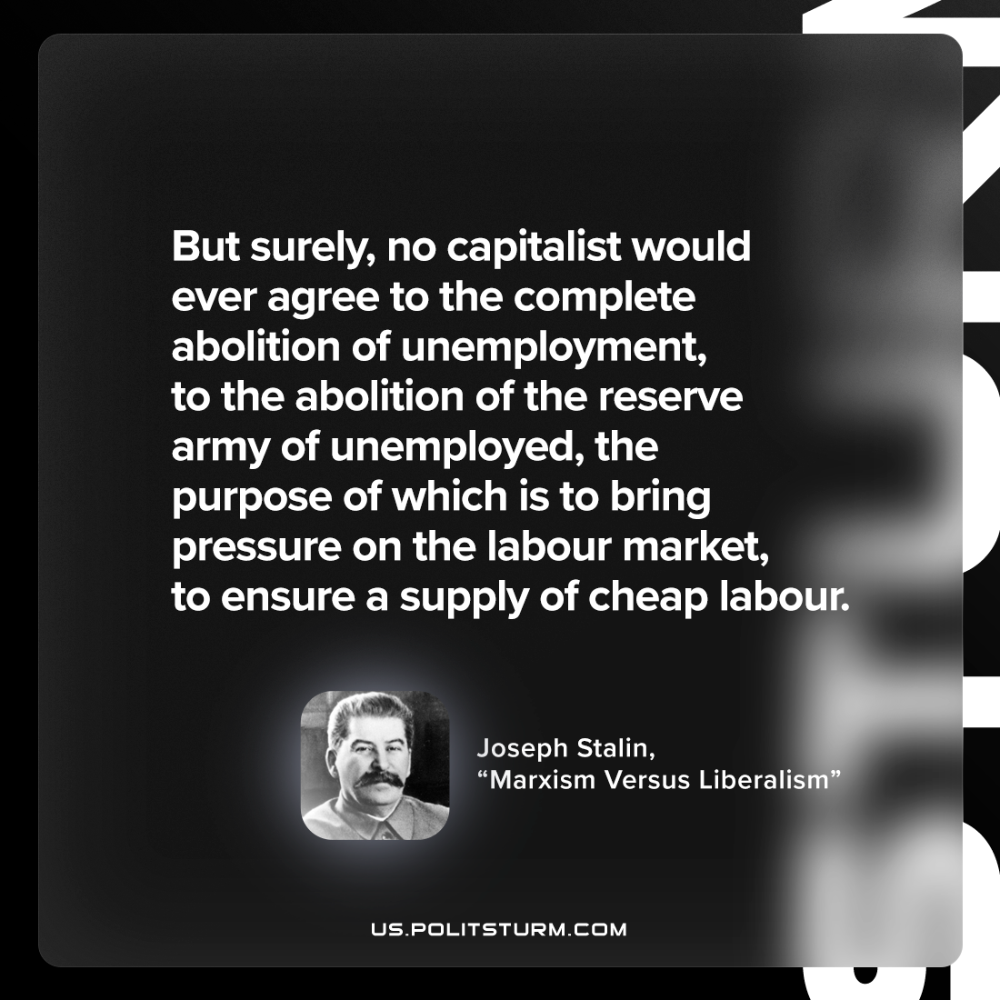 But surely, no capitalist would
ever agree to the complete
abolition of unemployment,
to the abolition of the reserve
army of unemployed, the
purpose of which is to bring
pressure on the labour market,
to ensure a supply of cheap labour.
Joseph Stalin,
“Marxism Versus Liberalism”
US.POLITSTURM.COM